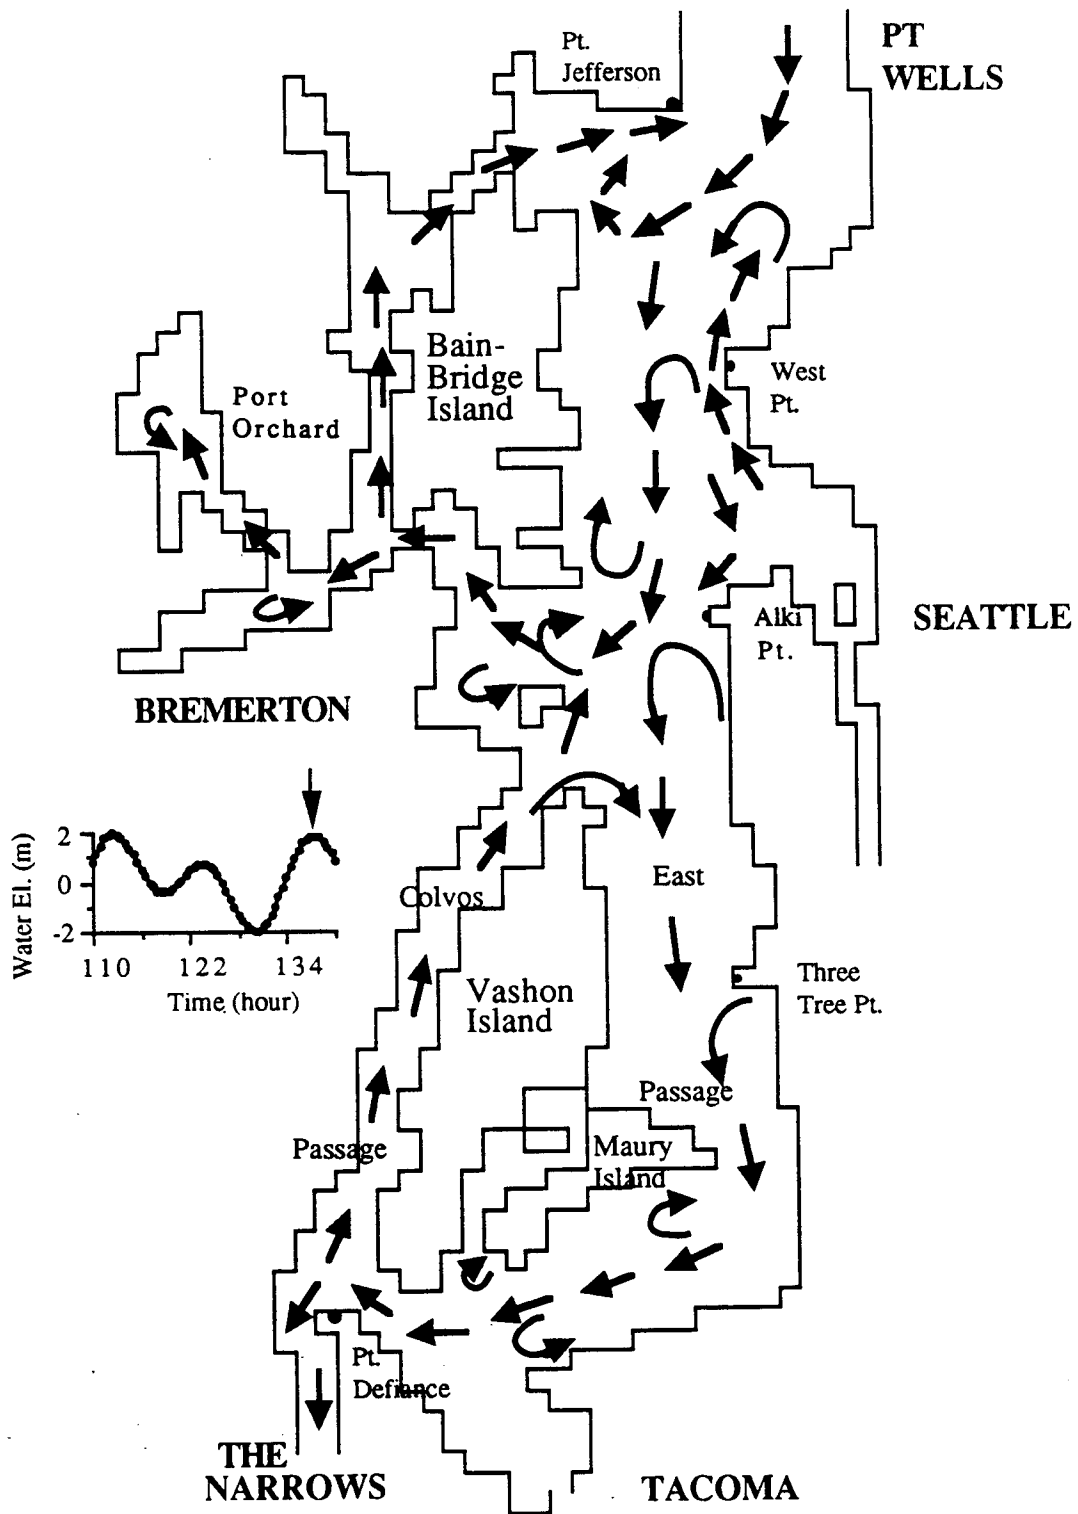 Pt.
Jefferson
PT
WELLS
Bain-
Bridge
Island
West
Pt.
Port
Orchard
Alki
Pt.
SEATTLE
BREMERTON
Water El. (m)
2
0
-2
110 122 134
Time (hour)
Colvos
East
Vashon
Island
Three
Tree Pt.
Passage
Passage
Maury
Island
Pt.
Defiance
THE
NARROWS
TACOMA